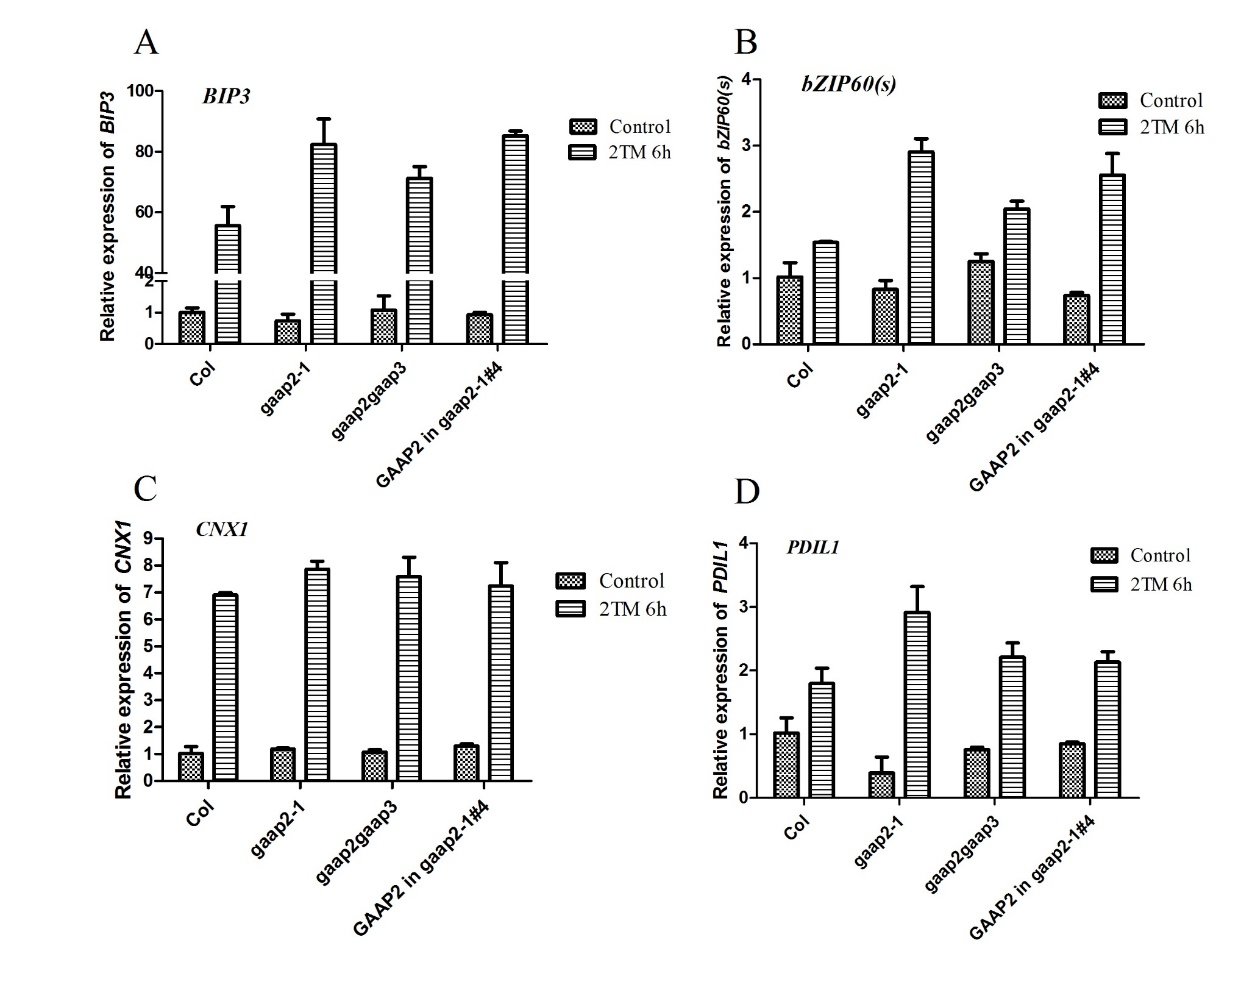 A
BIP3
Relative expression of BIP3
100
80
60
40
2
1
0
Control
2TM 6h
Col
gaap2-1
gaap2gaap3
GAAP2 in gaap2-1#4
B
bZIP60(s)
Relative expression of bZIP60(s)
4
3
2
1
0
Control
2TM 6h
Col
gaap2-1
gaap2gaap3
GAAP2 in gaap2-1#4
C
CNX1
Relative expression of CNX1
9
8
7
6
5
4
3
2
1
0
Control
2TM 6h
Col
gaap2-1
gaap2gaap3
GAAP2 in gaap2-1#4
D
PDIL1
Relative expression of PDIL1
4
3
2
1
0
Control
2TM 6h
Col
gaap2-1
gaap2gaap3
GAAP2 in gaap2-1#4